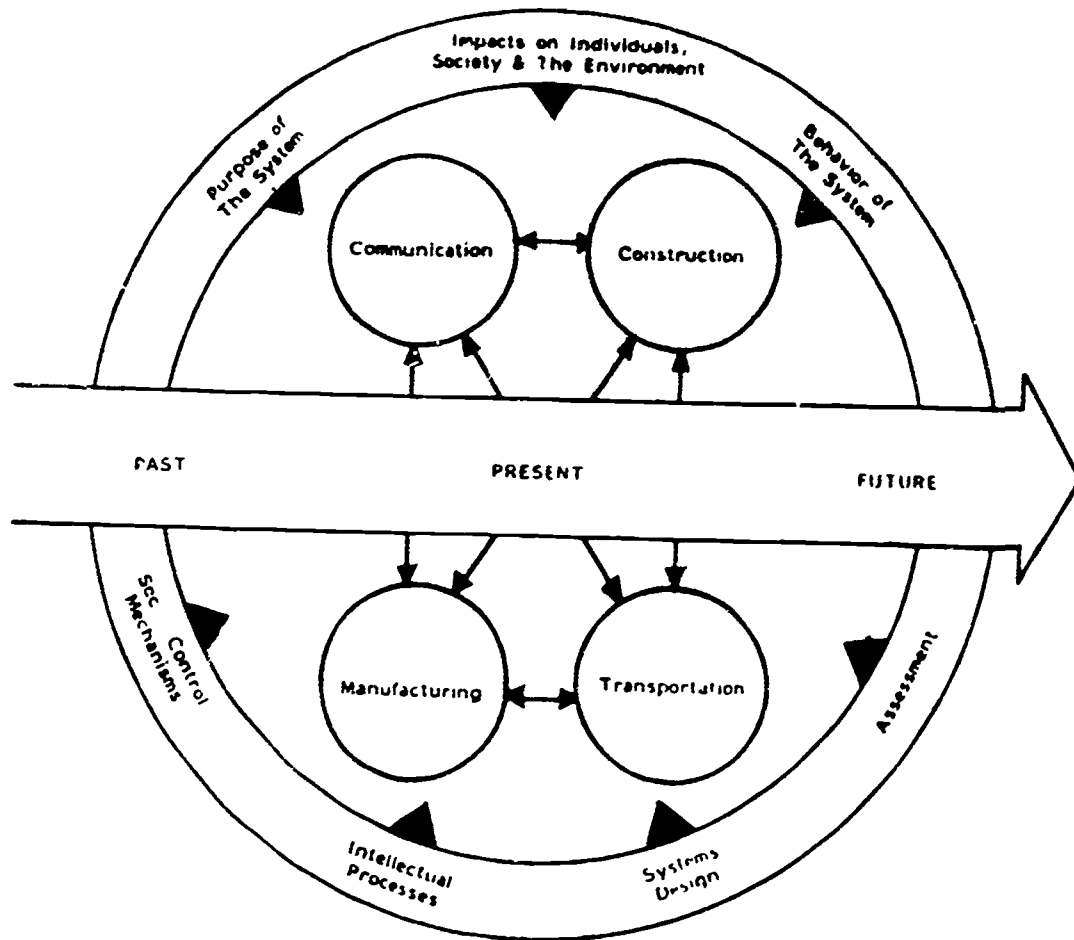 Impacts on Individuals,
Society & The Environment
Purpose of
The System
Behavior of
The System
Communication
Construction
PAST
PRESENT
FUTURE
Control
Mechanisms
Manufacturing
Transportation
Assessment
Intellectual
Processes
Systems
Design